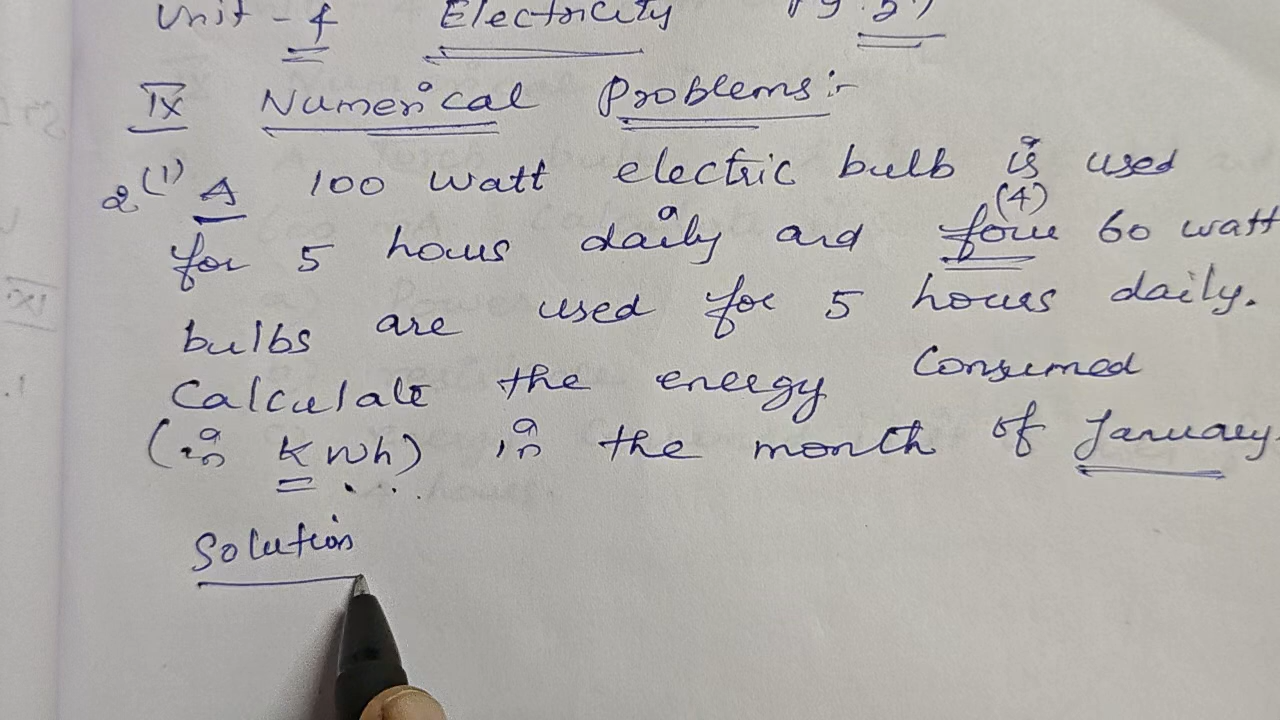 Unit - 4 Electricity
IX Numerical Problems:-
2 (1) A 100 watt electric bulb is used
(4)
for 5 hours daily and four 60 watt
bulbs are used for 5 hours daily.
Calculate the energy Consumed
(in kwh) in the month of January.
Solution